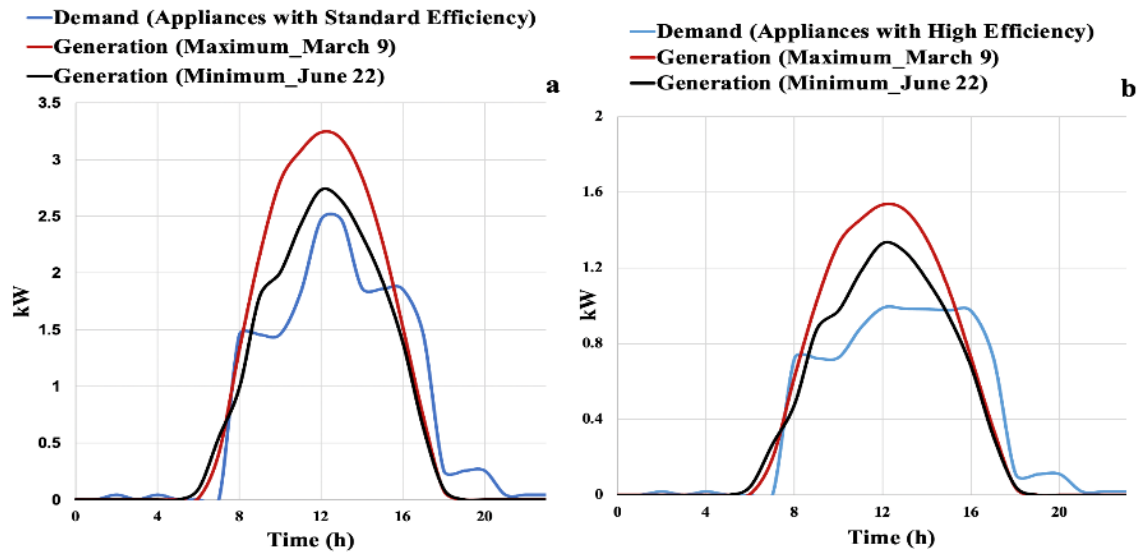 Demand (Appliances with Standard Efficiency)
Generation (Maximum_March 9)
Generation (Minimum_June 22)
a
3.5
3
2.5
2
1.5
1
0.5
0
kW
0 4 8 12 16 20
Time (h)
Demand (Appliances with High Efficiency)
Generation (Maximum_March 9)
Generation (Minimum_June 22)
b
2
1.6
1.2
0.8
0.4
0
kW
0 4 8 12 16 20
Time (h)